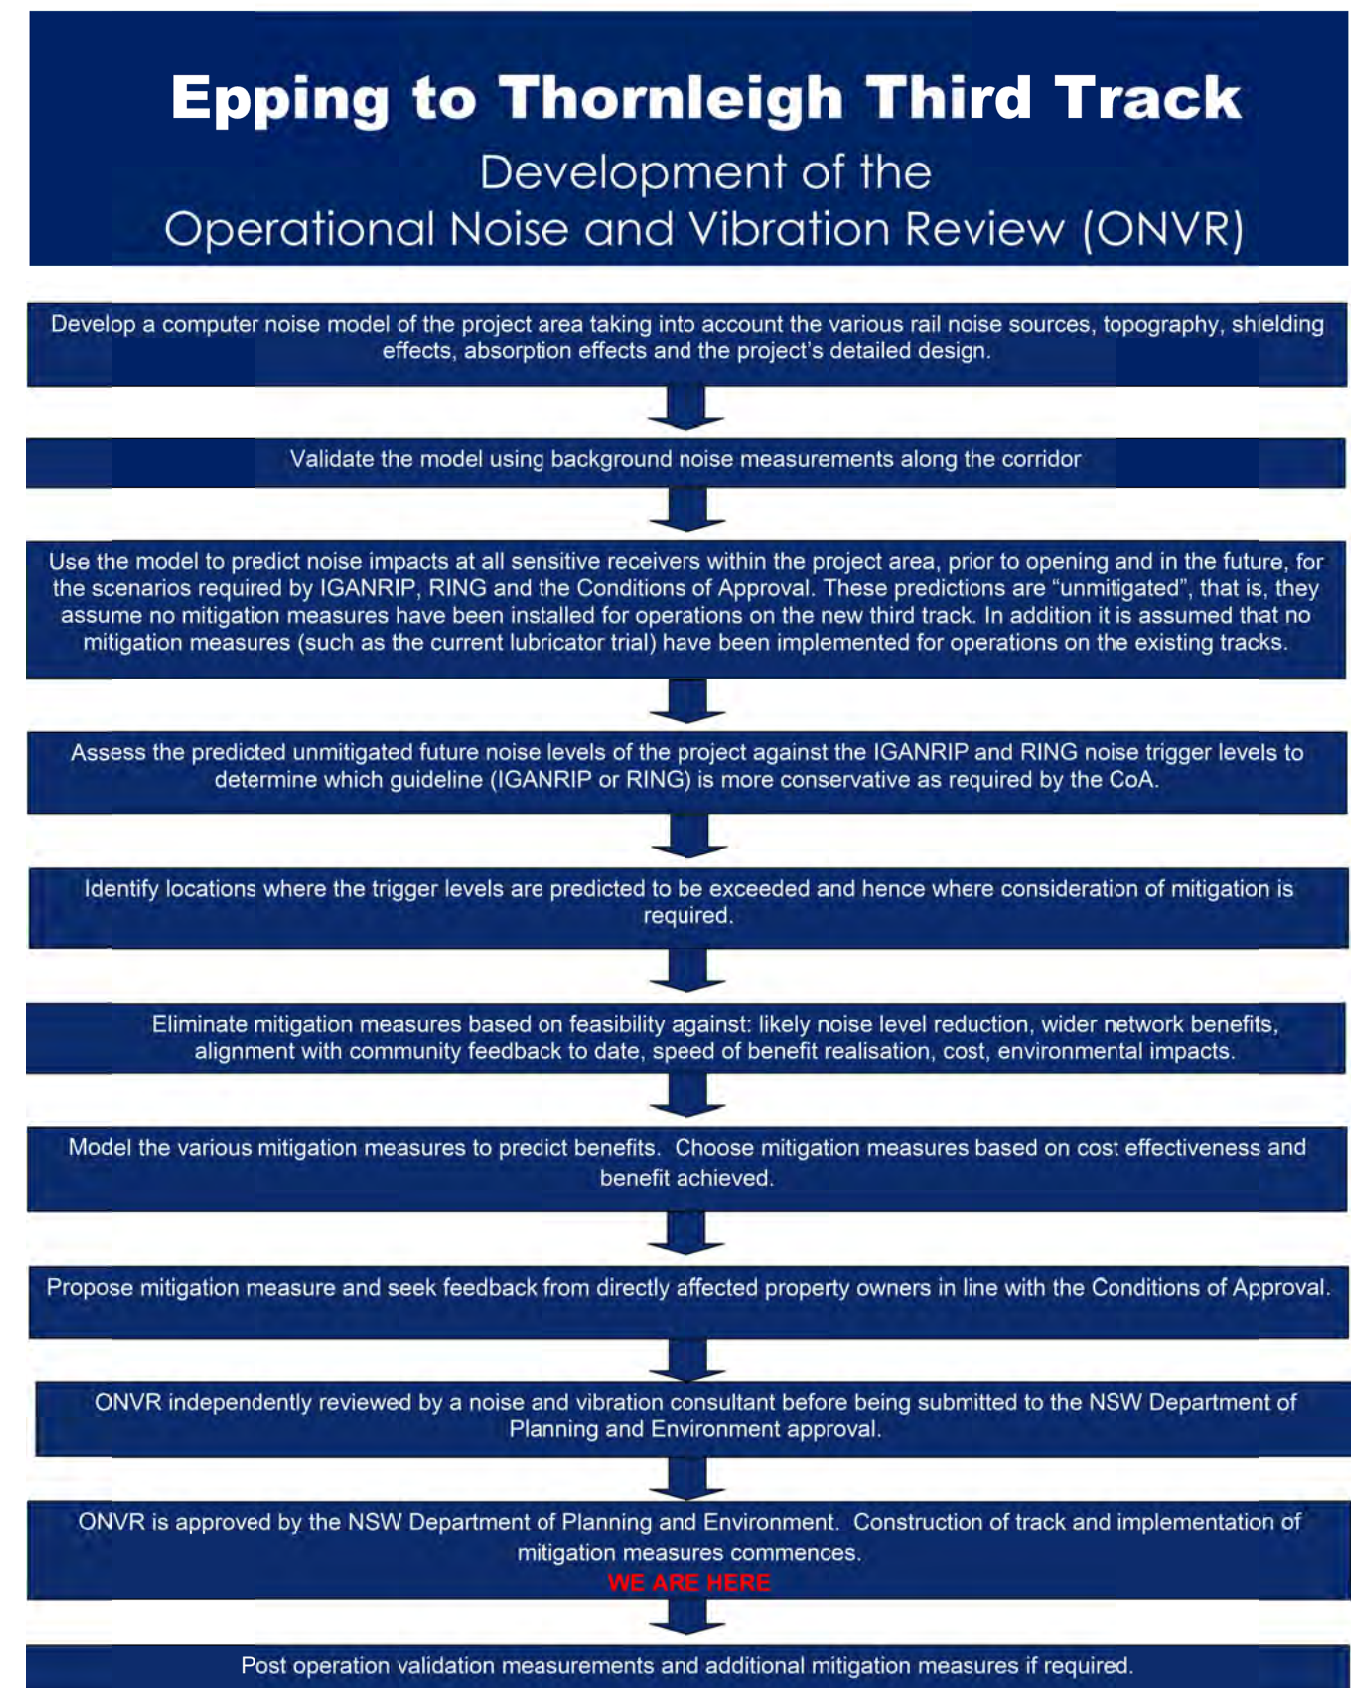 Epping to Thornleigh Third Track
Development of the
Operational Noise and Vibration Review (ONVR)
Develop a computer noise model of the project area taking into account the various rail noise sources, topography, shielding
effects, absorption effects and the project's detailed design.
Validate the model using background noise measurements along the corridor
Use the model to predict noise impacts at all sensitive receivers within the project area, prior to opening and in the future, for
the scenarios required by IGANRIP, RING and the Conditions of Approval. These predictions are “unmitigated”, that is, they
assume no mitigation measures have been installed for operations on the new third track. In addition it is assumed that no
mitigation measures (such as the current lubricator trial) have been implemented for operations on the existing tracks.
Assess the predicted unmitigated future noise levels of the project against the IGANRIP and RING noise trigger levels to
determine which guideline (IGANRIP or RING) is more conservative as required by the CoA.
Identify locations where the trigger levels are predicted to be exceeded and hence where consideration of mitigation is
required.
Eliminate mitigation measures based on feasibility against: likely noise level reduction, wider network benefits,
alignment with community feedback to date, speed of benefit realisation, cost, environmental impacts.
Model the various mitigation measures to predict benefits.  Choose mitigation measures based on cost effectiveness and
benefit achieved.
Propose mitigation measure and seek feedback from directly affected property owners in line with the Conditions of Approval.
ONVR independently reviewed by a noise and vibration consultant before being submitted to the NSW Department of
Planning and Environment approval.
ONVR is approved by the NSW Department of Planning and Environment.  Construction of track and implementation of
mitigation measures commences.
WE ARE HERE
Post operation validation measurements and additional mitigation measures if required.